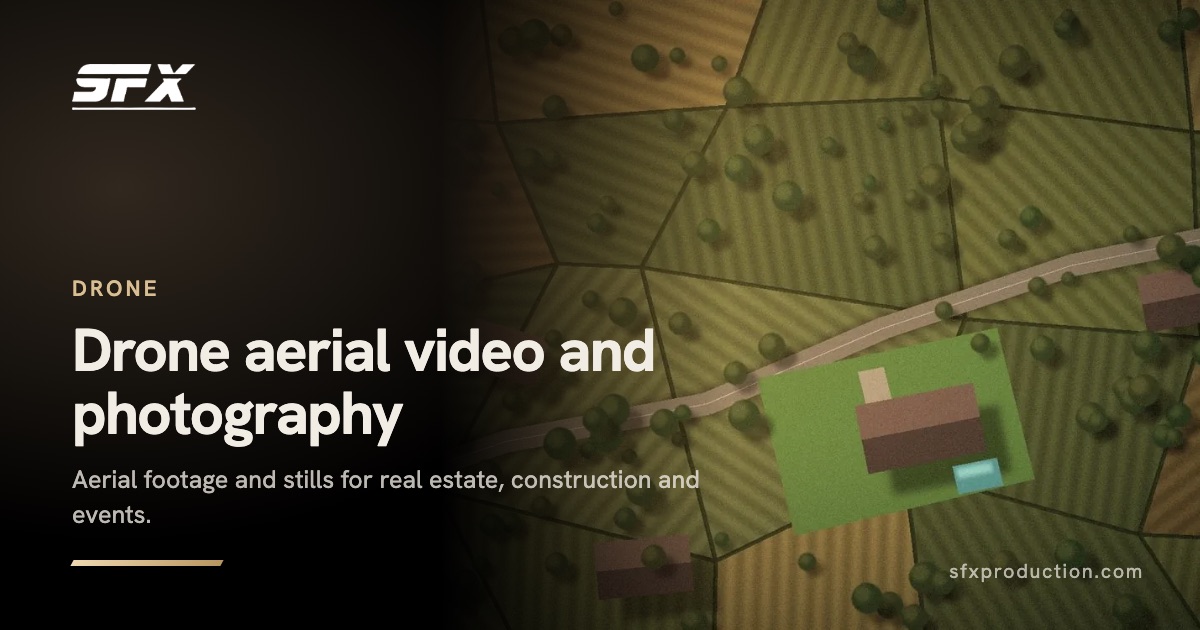 SFX
DRONE
Drone aerial video and
photography
Aerial footage and stills for real estate, construction and
events.
sfxproduction.com